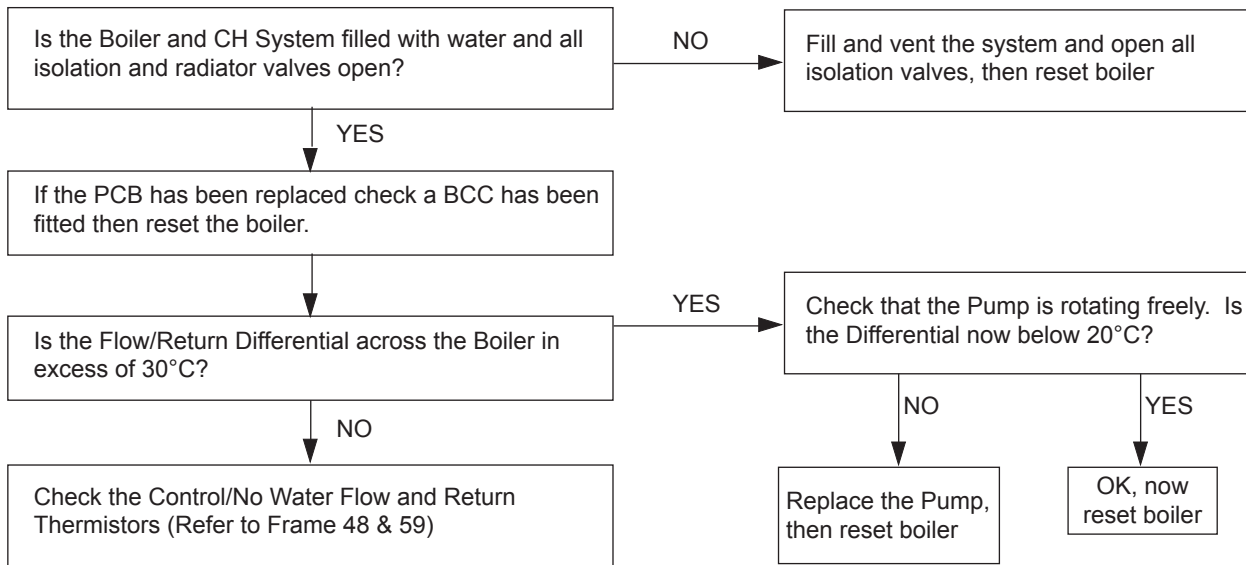 Is the Boiler and CH System filled with water and all
isolation and radiator valves open?
NO
Fill and vent the system and open all
isolation valves, then reset boiler
YES
If the PCB has been replaced check a BCC has been
fitted then reset the boiler.
Is the Flow/Return Differential across the Boiler in
excess of 30°C?
YES
Check that the Pump is rotating freely.  Is
the Differential now below 20°C?
NO
Check the Control/No Water Flow and Return
Thermistors (Refer to Frame 48 & 59)
NO
Replace the Pump,
then reset boiler
YES
OK, now
reset boiler